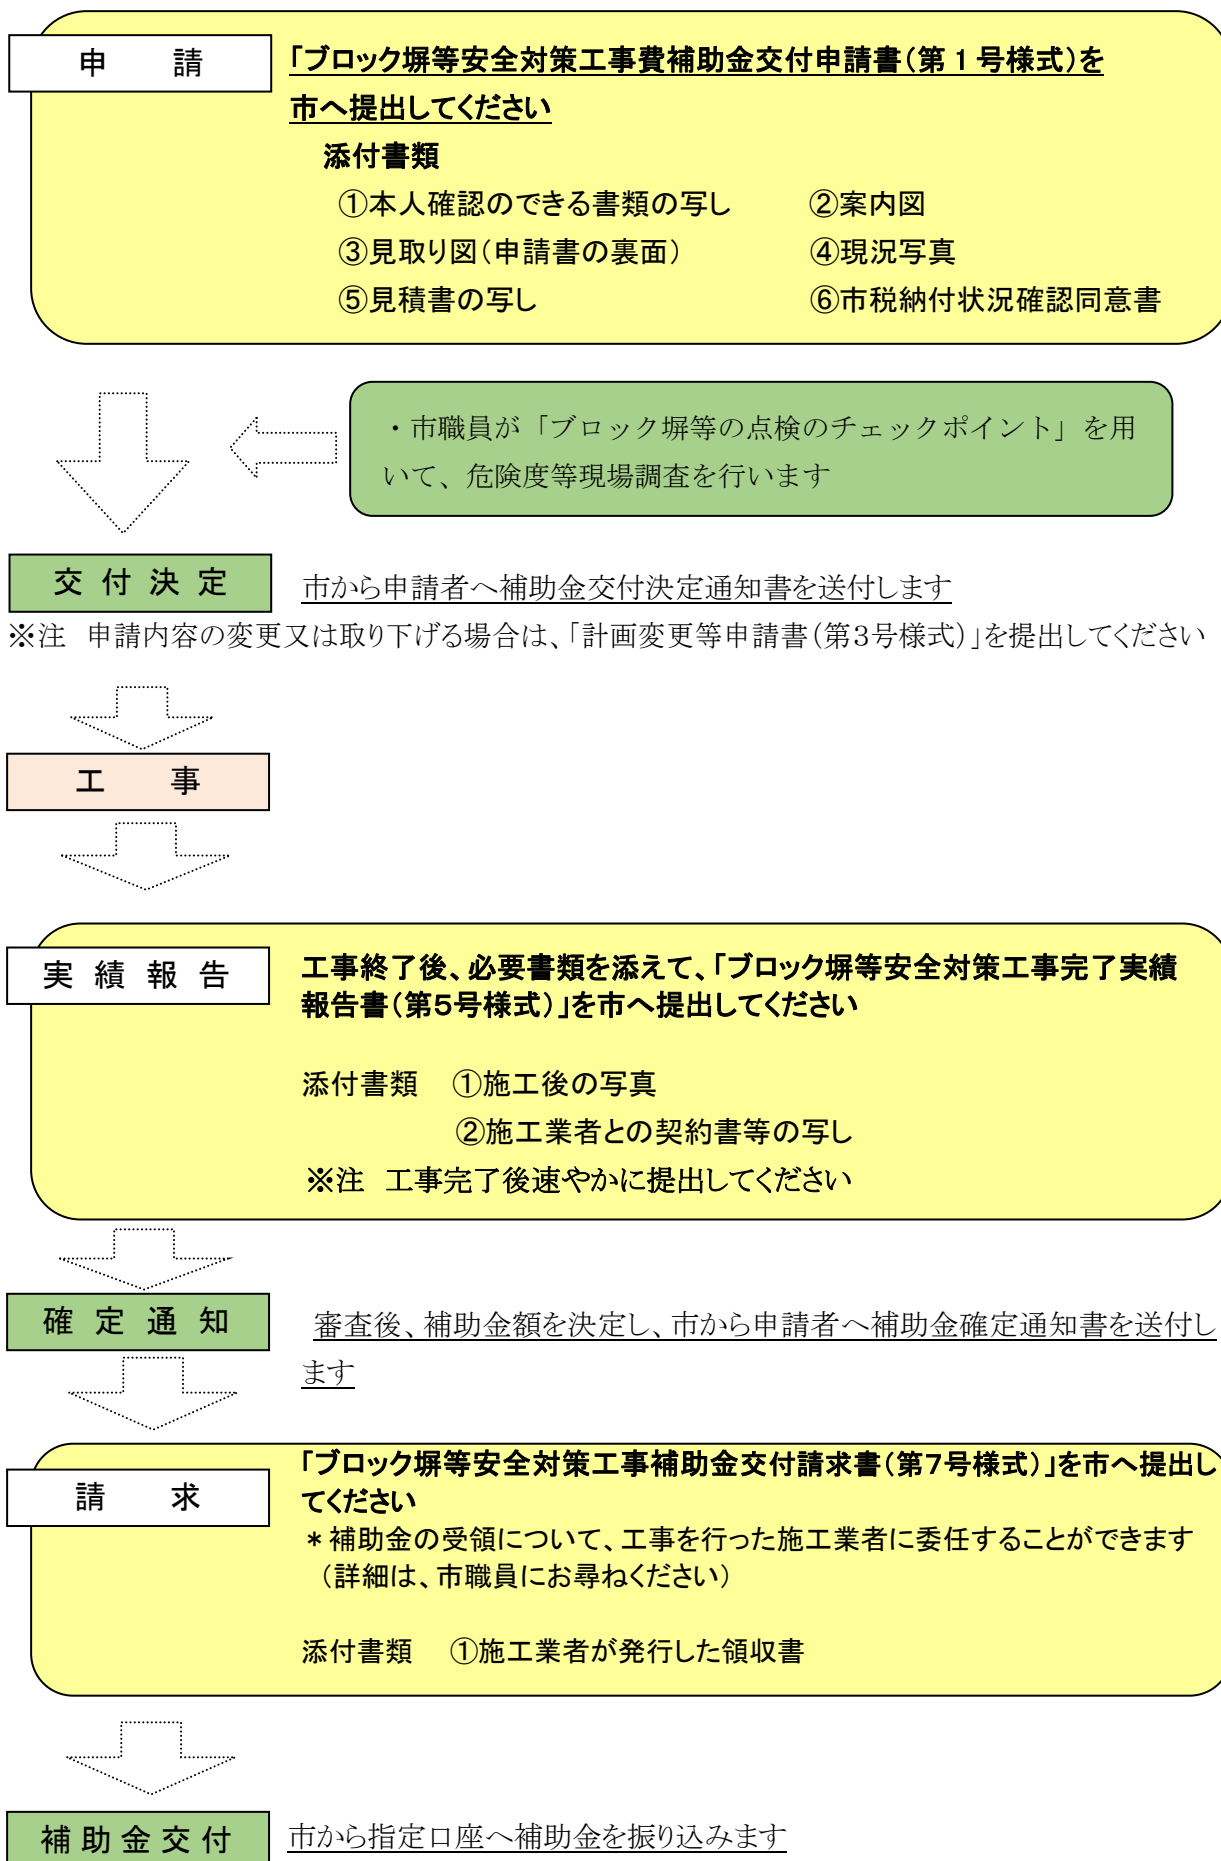 申　請
「ブロック塀等安全対策工事費補助金交付申請書（第１号様式）を
市へ提出してください
添付書類
①本人確認のできる書類の写し　②案内図
③見取り図（申請書の裏面）　④現況写真
⑤見積書の写し　⑥市税納付状況確認同意書
・市職員が「ブロック塀等の点検のチェックポイント」を用
いて、危険度等現場調査を行います
交付決定　市から申請者へ補助金交付決定通知書を送付します
※注　申請内容の変更又は取り下げる場合は、「計画変更等申請書（第３号様式）」を提出してください
工　事
実績報告
工事終了後、必要書類を添えて、「ブロック塀等安全対策工事完了実績
報告書（第５号様式）」を市へ提出してください
添付書類　①施工後の写真
②施工業者との契約書等の写し
※注　工事完了後速やかに提出してください
確定通知　審査後、補助金額を決定し、市から申請者へ補助金確定通知書を送付し
ます
請　求
「ブロック塀等安全対策工事補助金交付請求書（第７号様式）」を市へ提出し
てください
＊補助金の受領について、工事を行った施工業者に委任することができます
（詳細は、市職員にお尋ねください）
添付書類　①施工業者が発行した領収書
補助金交付　市から指定口座へ補助金を振り込みます